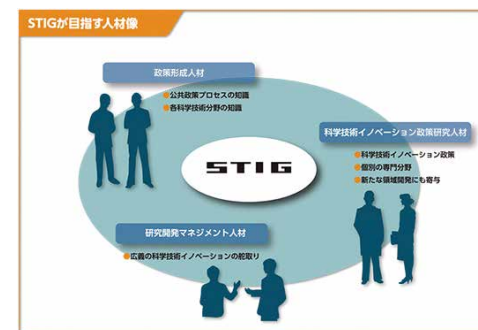 STIGが目指す人材像
政策形成人材
●公共政策プロセスの知識
●各科学技術分野の知識
科学技術イノベーション政策研究人材
●科学技術イノベーション政策
●個別の専門分野
●新たな領域開発にも寄与
STIG
研究開発マネジメント人材
●広義の科学技術イノベーションの舵取り